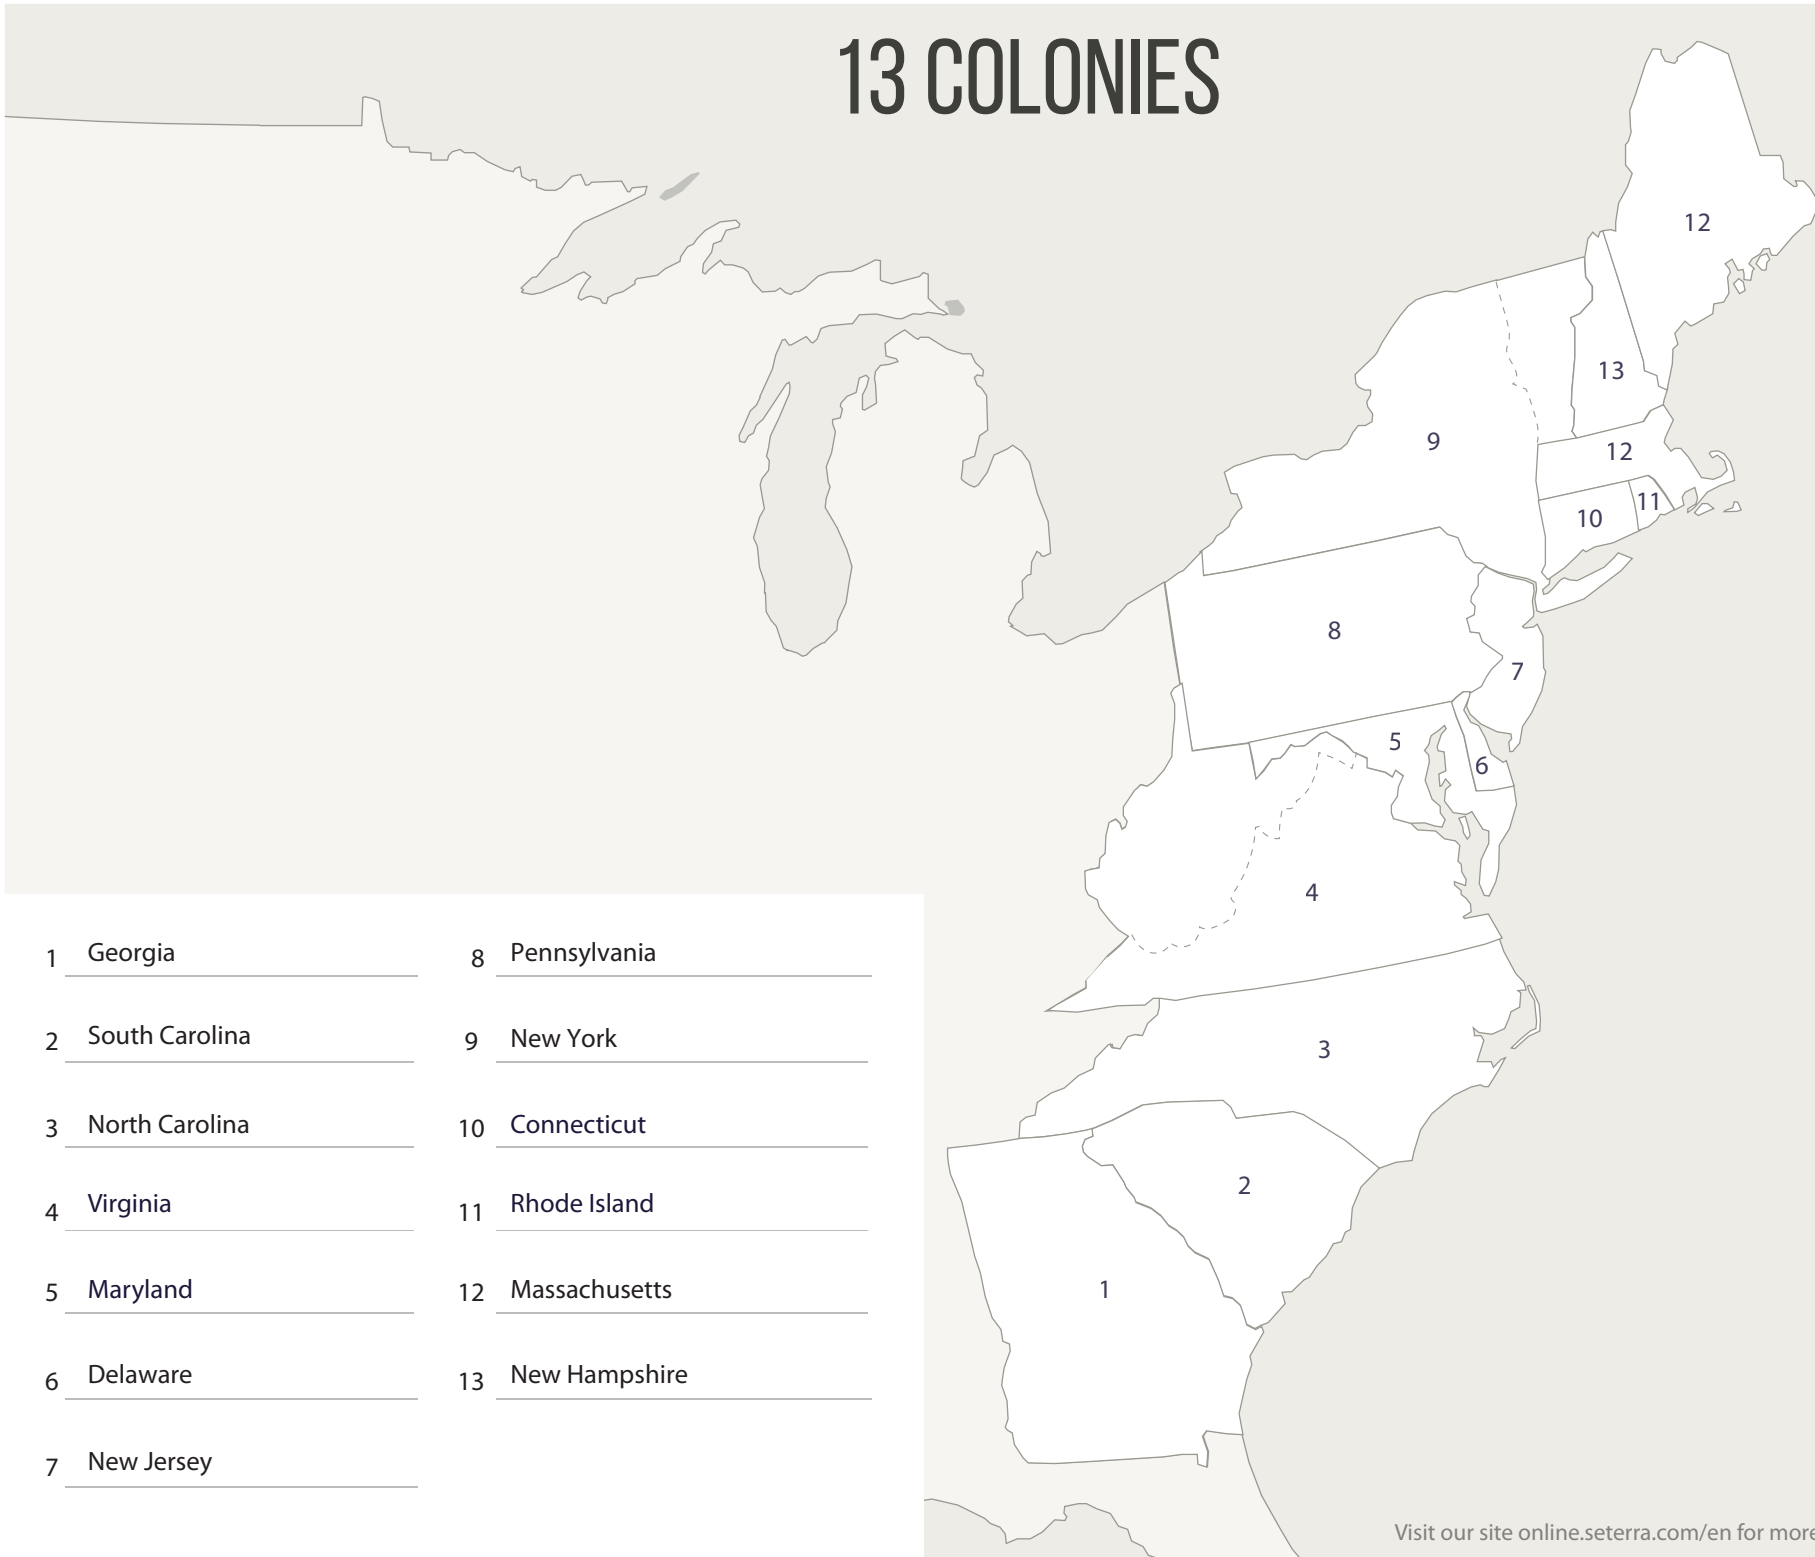 13 COLONIES
12
13
9
12
11
10
8
7
5
6
4
3
2
1
1 Georgia
2 South Carolina
3 North Carolina
4 Virginia
5 Maryland
6 Delaware
7 New Jersey
8 Pennsylvania
9 New York
10 Connecticut
11 Rhode Island
12 Massachusetts
13 New Hampshire
Visit our site online.seterra.com/en for more